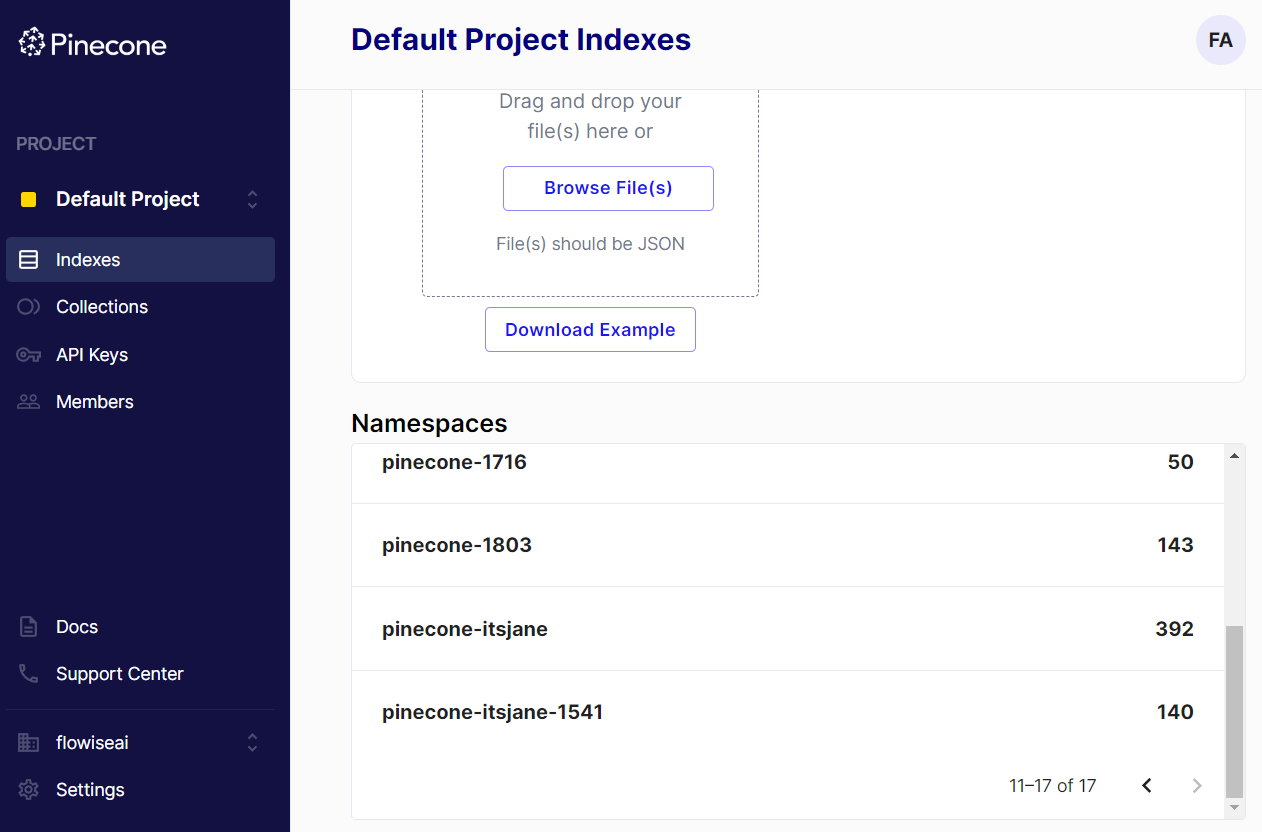 Pinecone
PROJECT
Default Project
Indexes
Collections
API Keys
Members
Docs
Support Center
flowiseai
Settings
Default Project Indexes
FA
Drag and drop your
file(s) here or
Browse File(s)
File(s) should be JSON
Download Example
Namespaces
pinecone-1716 50
pinecone-1803 143
pinecone-itsjane 392
pinecone-itsjane-1541 140
11–17 of 17